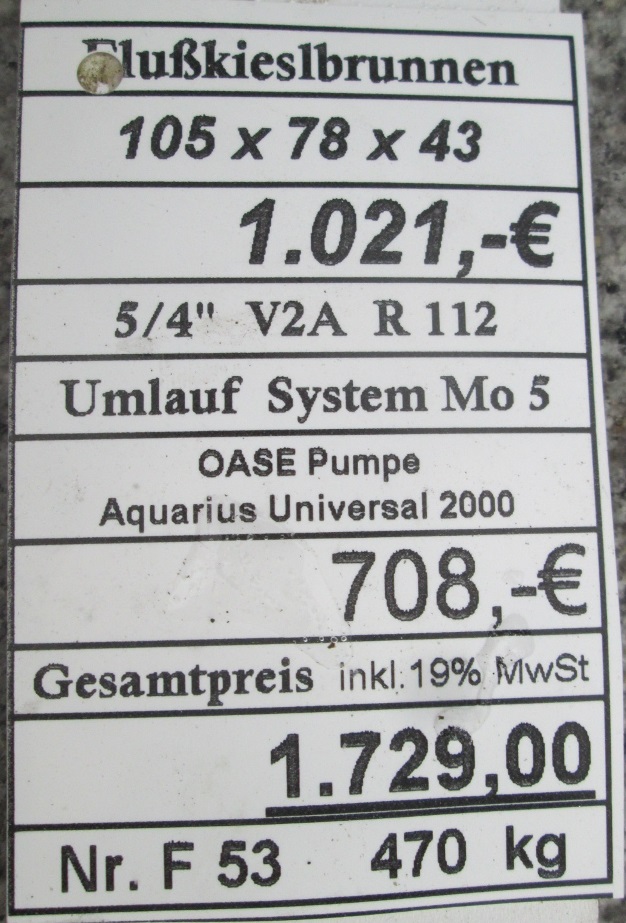 Flußkieslbrunnen
105 x 78 x 43
1.021,-€
5/4" V2A R 112
Umlauf System Mo 5
OASE Pumpe
Aquarius Universal 2000
708,-€
Gesamtpreis inkl.19% MwSt
1.729,00
Nr. F 53 470 kg